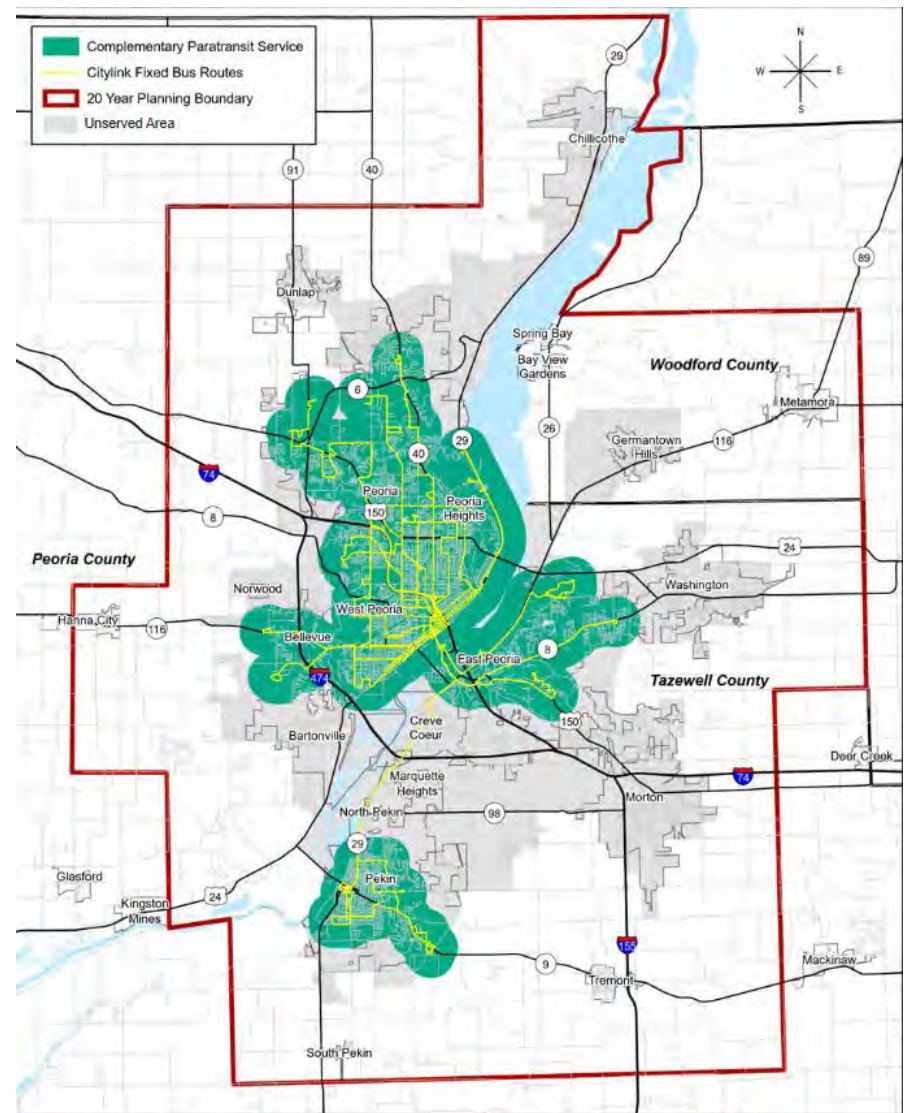 Complementary Paratransit Service
Citylink Fixed Bus Routes
20 Year Planning Boundary
Unserved Area
N
W
E
S
29
Chillicothe
91
40
89
Dunlap
Spring Bay
Bay View
Gardens
Woodford County
6
Metamora
26
116
29
Germantown
Hills
40
74
Peoria
Peoria
Heights
150
8
24
Peoria County
Washington
Norwood
West Peoria
Hanna City
116
Bellevue
8
East Peoria
474
Tazewell County
150
Creve
Coeur
Bartonville
Deer Creek
74
Marquette
Heights
Morton
North Pekin
98
29
Glasford
Pekin
24
Kingston
Mines
155
9
Mackinaw
Tremont
South Pekin